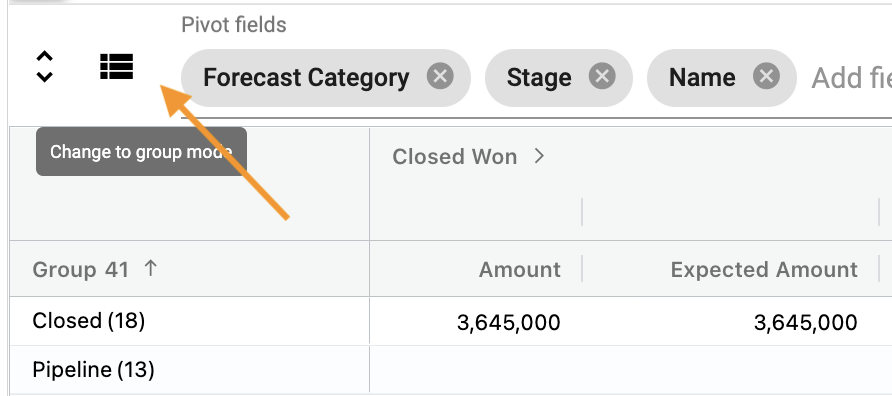 Pivot fields
Forecast Category Stage Name Add fie
Change to group mode
Closed Won
Group 41 Amount Expected Amount
Closed (18) 3,645,000 3,645,000
Pipeline (13)